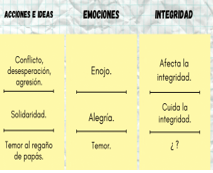 ACCIONES E IDEAS
EMOCIONES
INTEGRIDAD
Conflicto,
desesperación,
agresión.
Enojo.
Afecta la
integridad.
Solidaridad.
Alegría.
Cuida la
integridad.
Temor al regaño
de papás.
Temor.
¿ ?